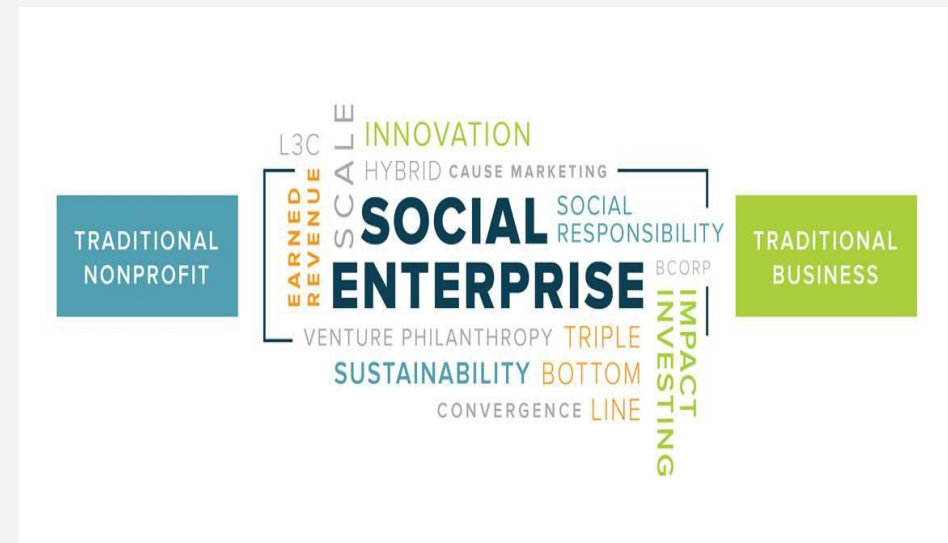 TRADITIONAL
NONPROFIT
L3C
SCALE
INNOVATION
HYBRID CAUSE MARKETING
EARNED
REVENUE
SOCIAL
ENTERPRISE
SOCIAL
RESPONSIBILITY
BCORP
IMPACT
INVESTING
VENTURE PHILANTHROPY TRIPLE
SUSTAINABILITY BOTTOM
CONVERGENCE LINE
TRADITIONAL
BUSINESS